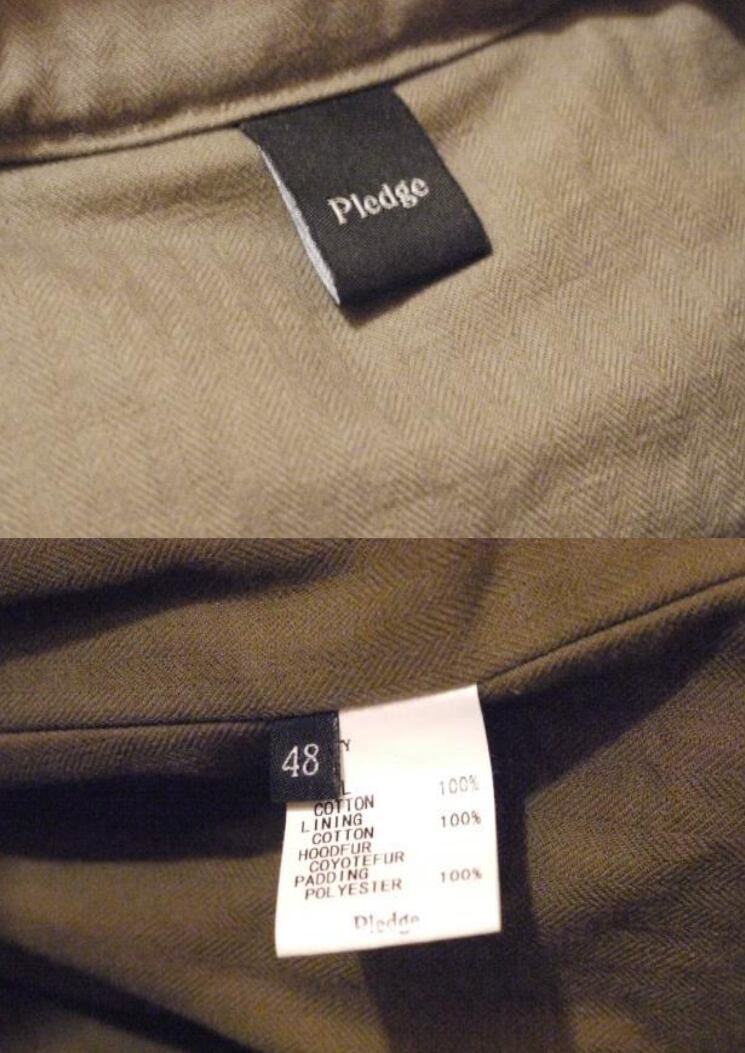 Pledge
48
Y
L
COTTON 100%
LINING
COTTON 100%
HOODFUR
COYOTEFUR
PADDING
POLYESTER 100%
Pledge